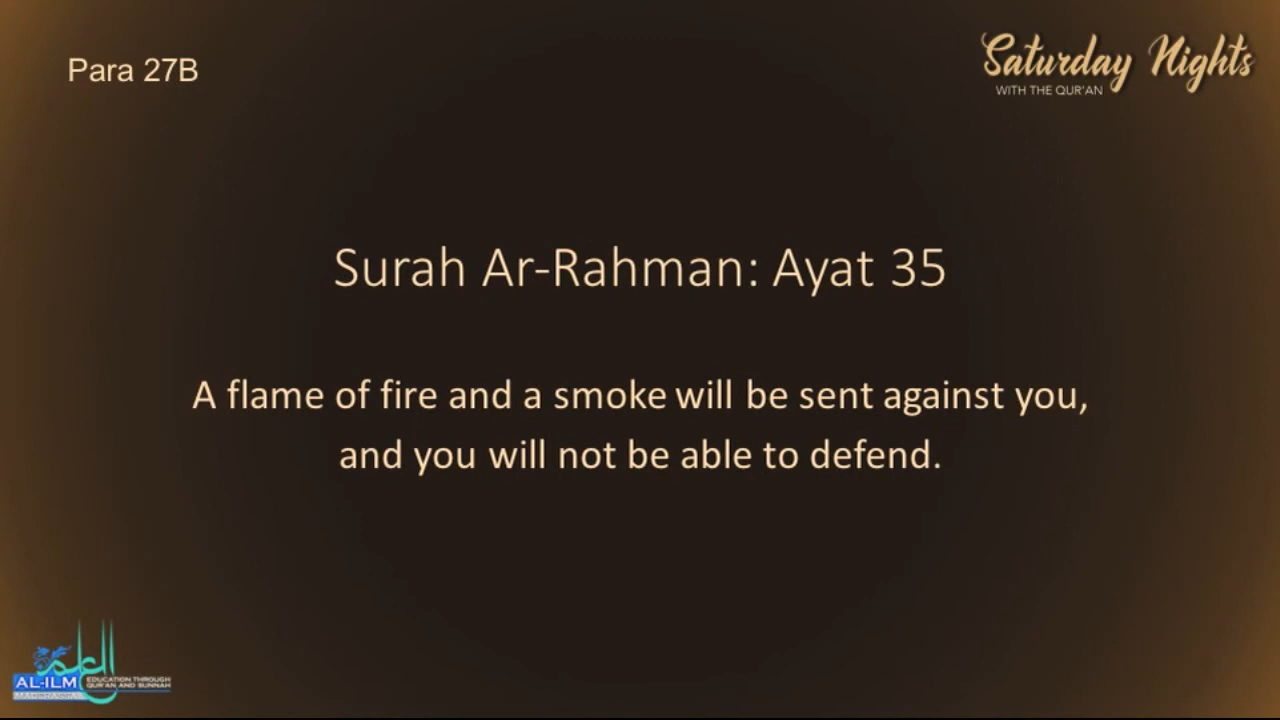 Para 27B
Saturday Nights
WITH THE QUR'AN
Surah Ar-Rahman: Ayat 35
A flame of fire and a smoke will be sent against you,
and you will not be able to defend.
العلم
AL-ILM
EDUCATION THROUGH
QUR'AN AND SUNNAH